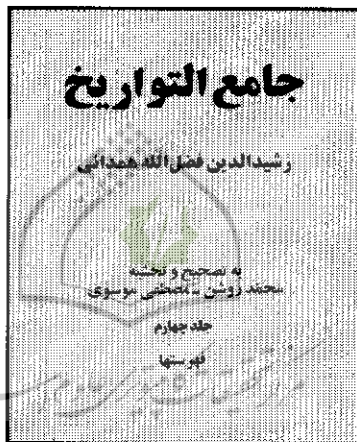 جامع التواریخ
رشیدالدین فضل‌الله همدانی
به تصحیح و تحشیه
محمد روشن - مصطفی موسوی
جلد چهارم
فهرستها